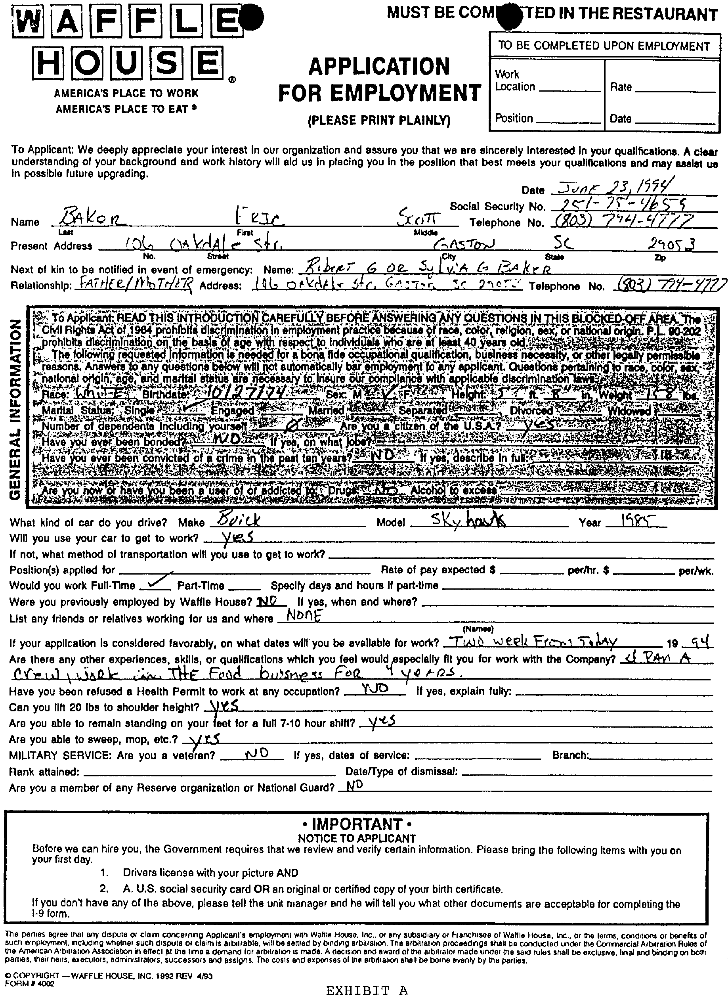 WAFFLE MUST BE COM TED IN THE RESTAURANT
HOUSE ®
AMERICA'S PLACE TO WORK
AMERICA'S PLACE TO EAT ®
APPLICATION
FOR EMPLOYMENT
(PLEASE PRINT PLAINLY)
TO BE COMPLETED UPON EMPLOYMENT
Work
Location Rate
Position Date
To Applicant: We deeply appreciate your interest in our organization and assure you that we are sincerely interested in your qualifications. A clear
understanding of your background and work history will aid us in placing you in the position that best meets your qualifications and may assist us
in possible future upgrading.
Date JUNE 23, 1994
Social Security No. 251-75-4659
Name BAKOR ERIC SCOTT Telephone No. (803) 794-4777
Last First Middle
Present Address 106 OAKDALE Str. GASTON SC 29053
No. Street City State Zip
Next of kin to be notified in event of emergency: Name: RObERT G OR SylVIA G BAKER
Relationship: FATHER/MOTHER Address: 106 OAKDAle Str. GASTON SC 29053 Telephone No. (803) 794-4777
GENERAL INFORMATION
To Applicant: READ THIS INTRODUCTION CAREFULLY BEFORE ANSWERING ANY QUESTIONS IN THIS BLOCKED-OFF AREA. The
Civil Rights Act of 1964 prohibits discrimination in employment practice because of race, color, religion, sex, or national origin. P.L. 90-202
prohibits discrimination on the basis of age with respect to individuals who are at least 40 years old.
The following requested information is needed for a bona fide occupational qualification, business necessity, or other legally permissible
reasons. Answers to any questions below will not automatically bar employment to any applicant. Questions pertaining to race, color, sex,
national origin, age, and marital status are necessary to insure our compliance with applicable discrimination laws.
Race: WhITE Birthdate: 10/27/74 Sex: M ✓ F Height: 5 ft. 8" in. Weight 158 lbs.
Marital Status: Single ✓ Engaged Married Separated Divorced Widowed
Number of dependents including yourself Ø Are you a citizen of the U.S.A.? yes
Have you ever been bonded? NO If yes, on what jobs?
Have you ever been convicted of a crime in the past ten years? NO If yes, describe in full:
Are you now or have you been a user of or addicted to: Drugs No Alcohol to excess
What kind of car do you drive? Make Buick Model Skyhawk Year 1985
Will you use your car to get to work? yes
If not, what method of transportation will you use to get to work?
Position(s) applied for Rate of pay expected $ per/hr. $ per/wk.
Would you work Full-Time ✓ Part-Time Specify days and hours if part-time
Were you previously employed by Waffle House? NO If yes, when and where?
List any friends or relatives working for us and where NONE
(Names)
If your application is considered favorably, on what dates will you be available for work? TWO week From Today 19 94
Are there any other experiences, skills, or qualifications which you feel would especially fit you for work with the Company? I RAn A
crew, work in THE Food bussness FOR 4 yeARS.
Have you been refused a Health Permit to work at any occupation? NO If yes, explain fully:
Can you lift 20 lbs to shoulder height? yes
Are you able to remain standing on your feet for a full 7-10 hour shift? yes
Are you able to sweep, mop, etc.? yes
MILITARY SERVICE: Are you a veteran? NO If yes, dates of service: Branch:
Rank attained: Date/Type of dismissal:
Are you a member of any Reserve organization or National Guard? NO
• IMPORTANT •
NOTICE TO APPLICANT
Before we can hire you, the Government requires that we review and verify certain information. Please bring the following items with you on
your first day.
1. Drivers license with your picture AND
2. A. U.S. social security card OR an original or certified copy of your birth certificate.
If you don't have any of the above, please tell the unit manager and he will tell you what other documents are acceptable for completing the
I-9 form.
The parties agree that any dispute or claim concerning Applicant's employment with Waffle House, Inc., or any subsidiary or Franchisee of Waffle House, Inc., or the terms, conditions or benefits of
such employment, including whether such dispute or claim is arbitrable, will be settled by binding arbitration. The arbitration proceedings shall be conducted under the Commercial Arbitration Rules of
the American Arbitration Association in effect at the time a demand for arbitration is made. A decision and award of the arbitrator made under the said rules shall be exclusive, final and binding on both
parties, their heirs, executors, administrators, successors and assigns. The costs and expenses of the arbitration shall be borne evenly by the parties.
© COPYRIGHT — WAFFLE HOUSE, INC. 1992 REV 4/93
FORM # 4002
EXHIBIT A